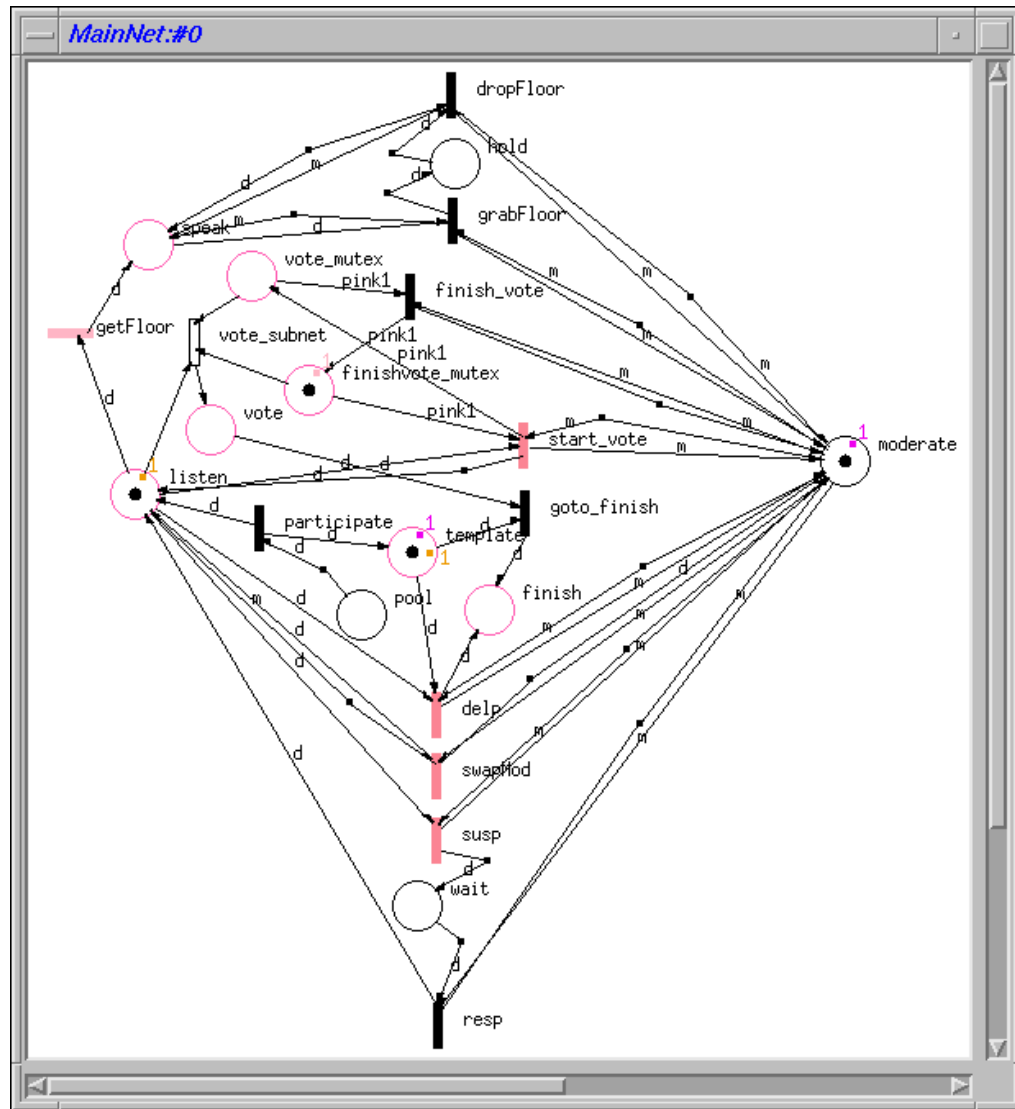 MainNet:#0
dropFloor
d
hold
m
d
d
grabFloor
m
d
speak
m
m
vote_mutex
pink1
finish_vote
d
getFloor
vote_subnet
pink1
m
pink1
1
finishvote_mutex
m
m
d
vote
pink1
start_vote
m
m
1
moderate
d
d
d
1
listen
d
participate
1
template
d
goto_finish
d
d
1
d
m
d
pool
finish
m
m
d
d
m
m
d
d
m
d
delp
m
d
swapMod
m
m
susp
d
wait
d
resp